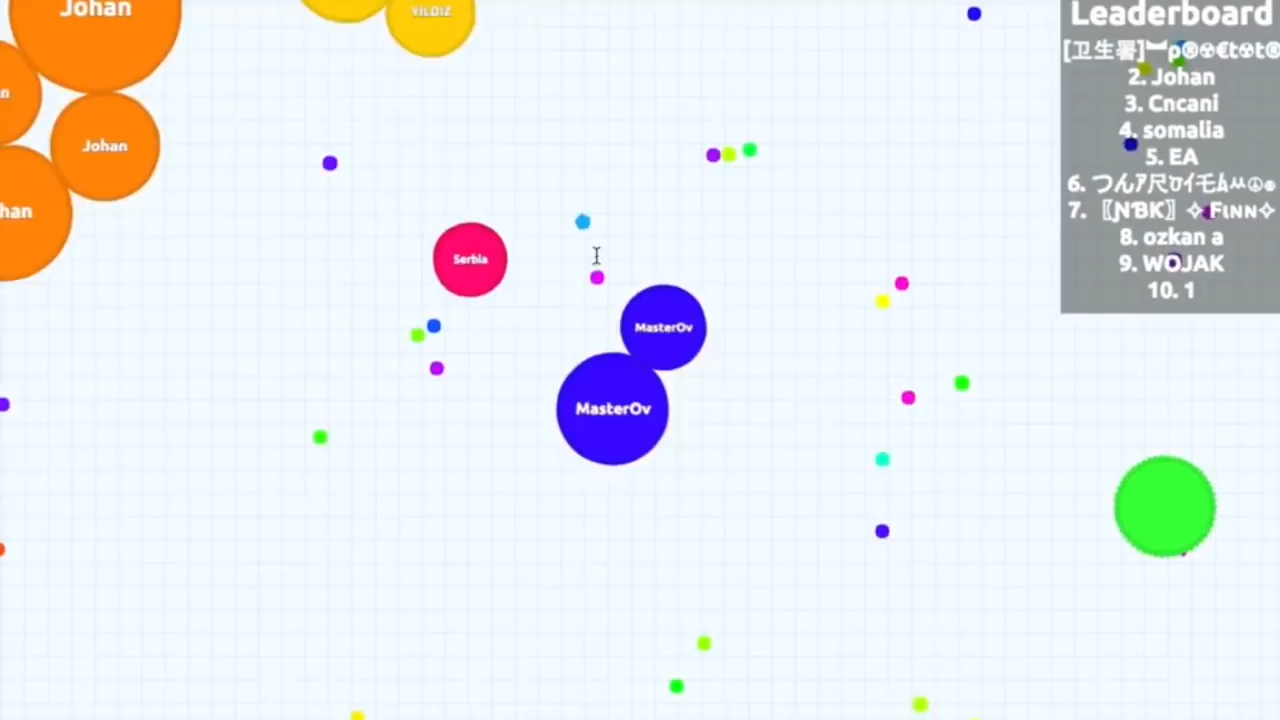 Johan
YILDIZ
n
Johan
han
Serbia
MasterOv
MasterOv
Leaderboard
2. Johan
3. Cncani
4. somalia
5. EA
8. ozkan a
9. WOJAK
10. 1